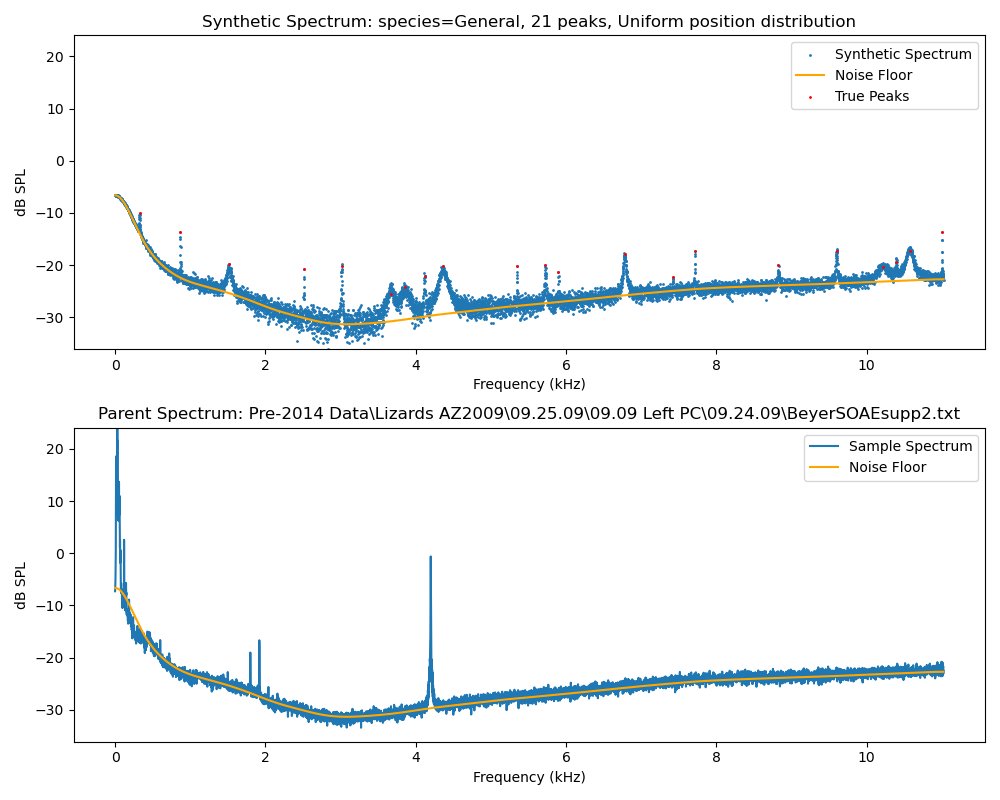 Synthetic Spectrum: species=General, 21 peaks, Uniform position distribution
20
10
0
−10
−20
−30
dB SPL
Synthetic Spectrum
Noise Floor
True Peaks
0 2 4 6 8 10
Frequency (kHz)
Parent Spectrum: Pre-2014 Data\Lizards AZ2009\09.25.09\09.09 Left PC\09.24.09\BeyerSOAEsupp2.txt
20
10
0
−10
−20
−30
dB SPL
Sample Spectrum
Noise Floor
0 2 4 6 8 10
Frequency (kHz)